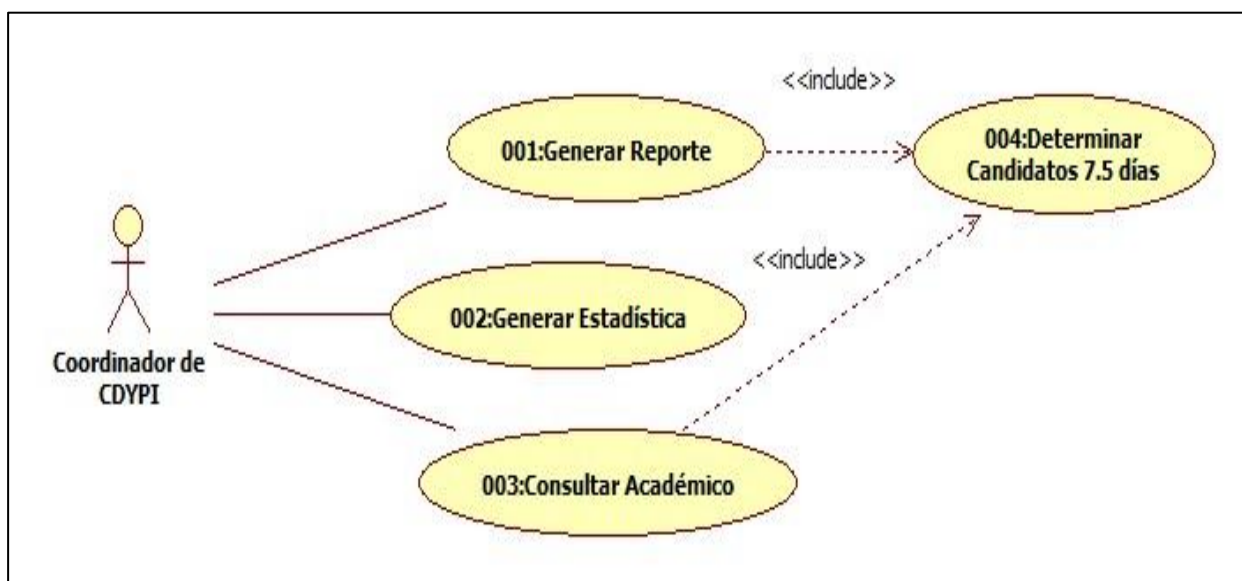 <<include>>
001:Generar Reporte
004:Determinar
Candidatos 7.5 días
<<include>>
002:Generar Estadística
Coordinador de
CDYPI
003:Consultar Académico